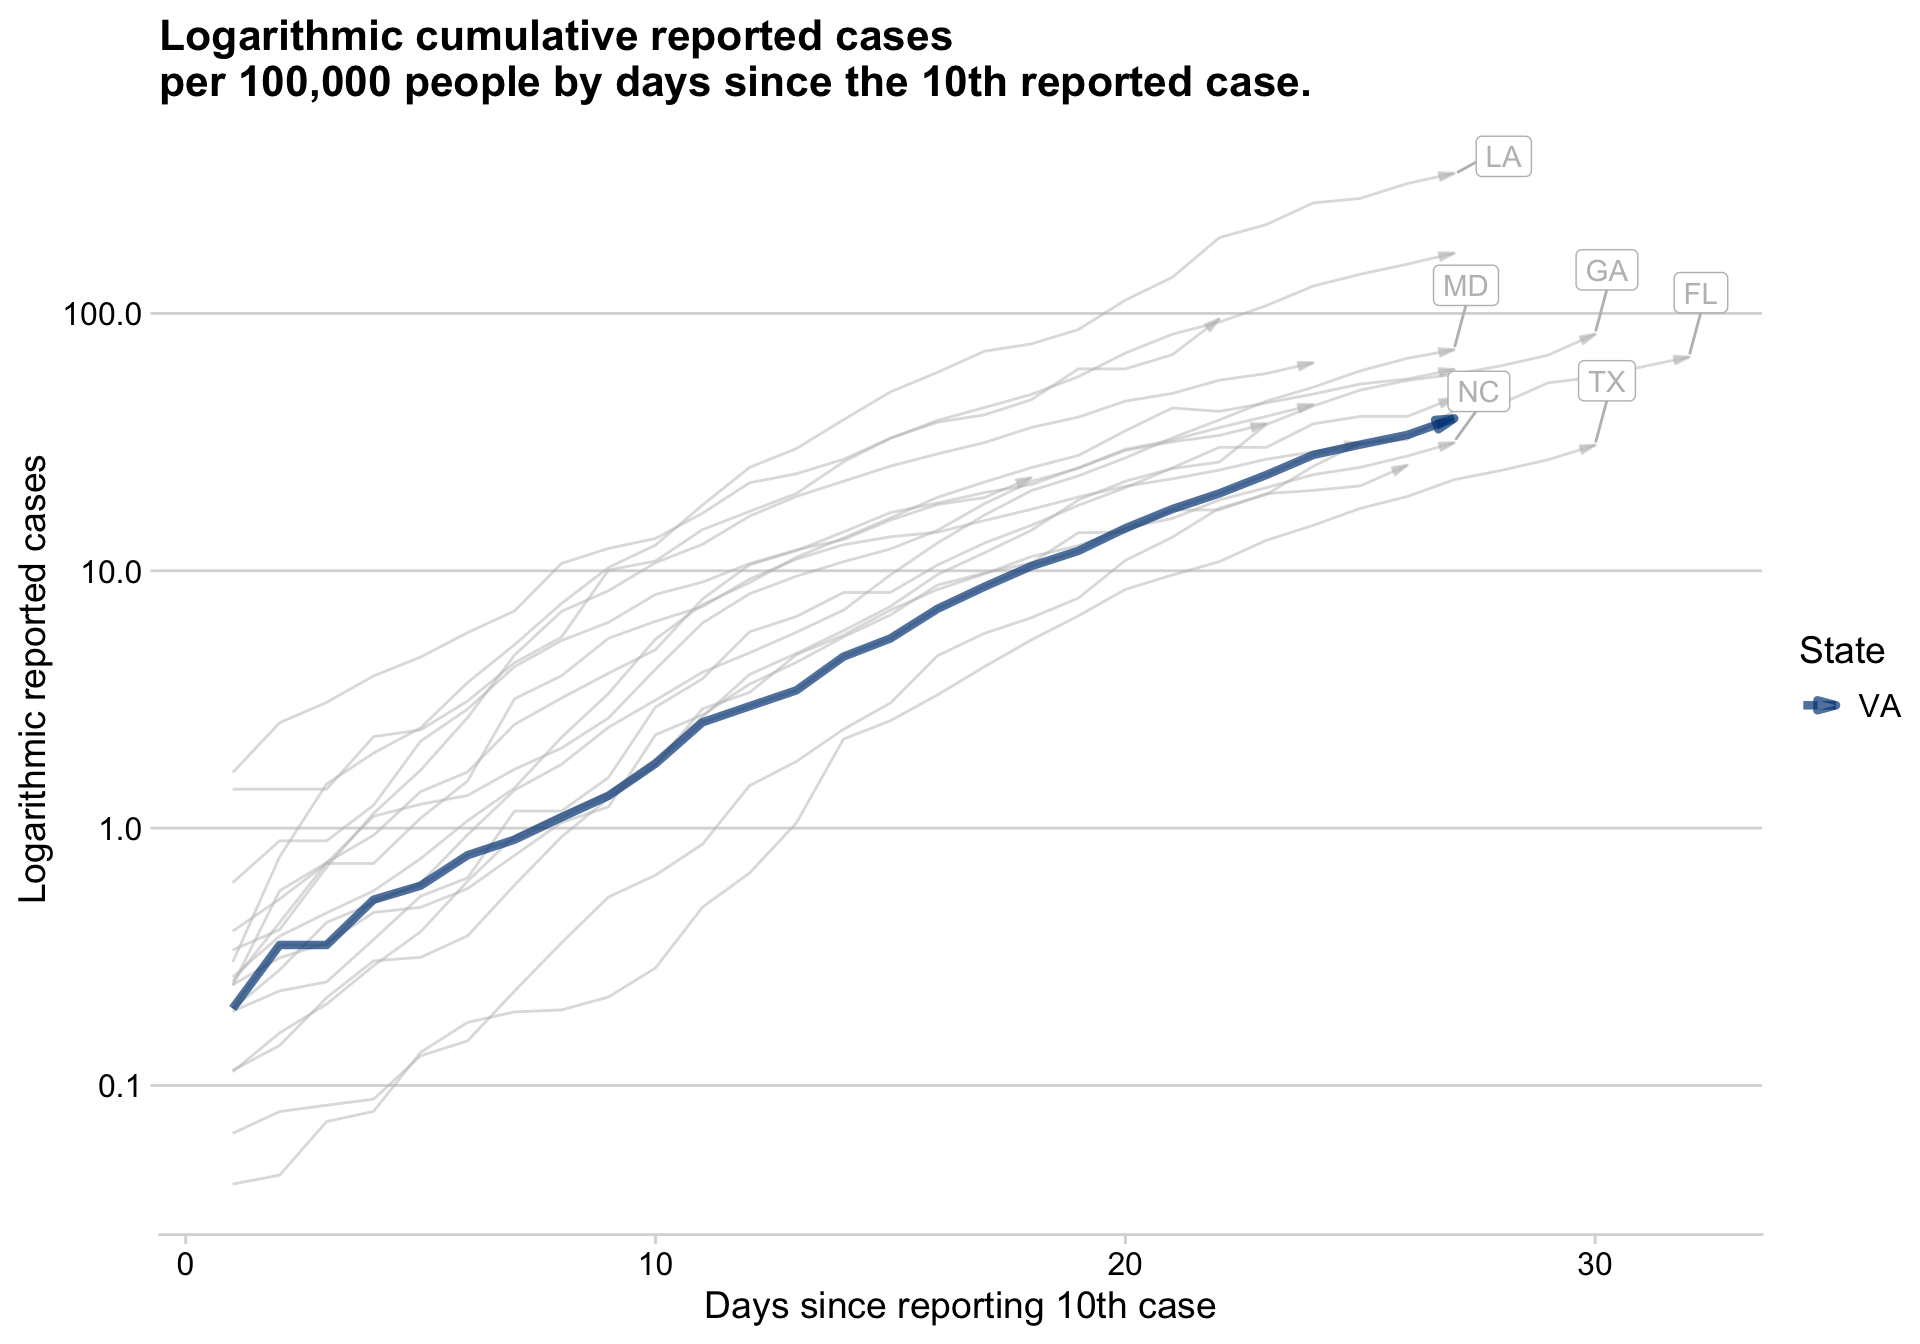 Logarithmic cumulative reported cases
per 100,000 people by days since the 10th reported case.
LA
GA
MD
FL
100.0
TX
NC
Logarithmic reported cases
10.0
State
VA
1.0
0.1
0 10 20 30
Days since reporting 10th case